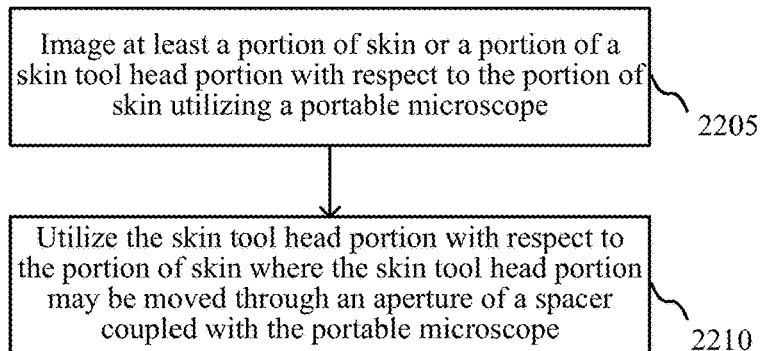 Image at least a portion of skin or a portion of a
skin tool head portion with respect to the portion of
skin utilizing a portable microscope
2205
Utilize the skin tool head portion with respect to
the portion of skin where the skin tool head portion
may be moved through an aperture of a spacer
coupled with the portable microscope
2210